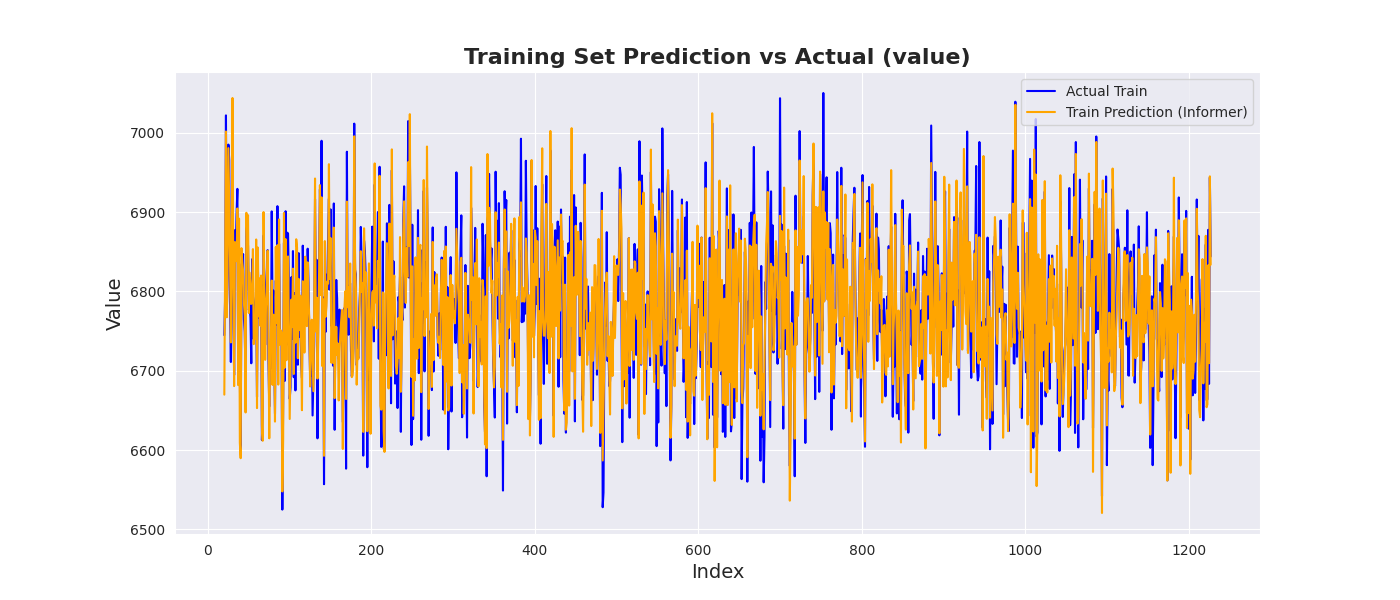 Training Set Prediction vs Actual (value)
Actual Train
Train Prediction (Informer)
Value
7000
6900
6800
6700
6600
6500
0 200 400 600 800 1000 1200
Index